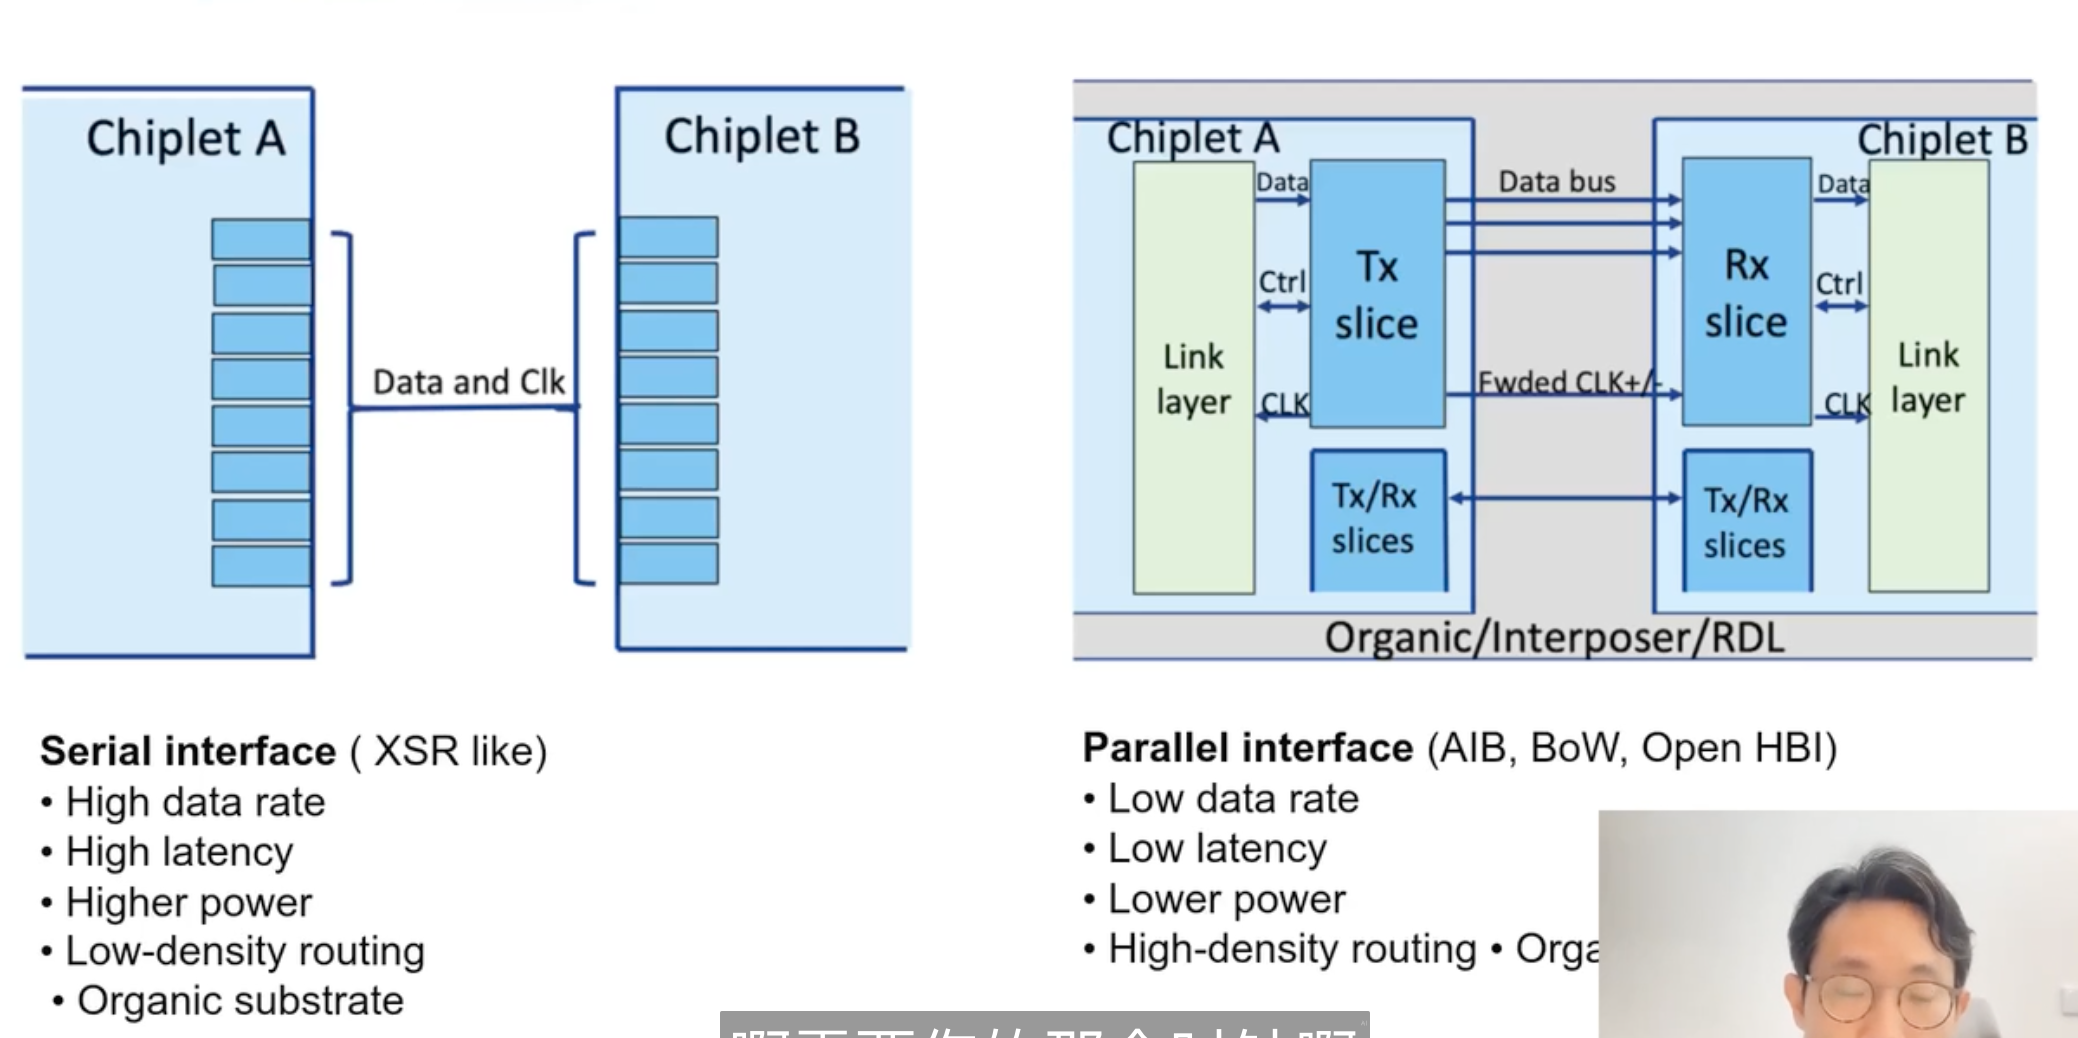 Chiplet A
Chiplet B
Data and Clk
Chiplet A
Chiplet B
Data
Data bus
Data
Tx
slice
Rx
slice
Ctrl
Ctrl
Link
layer
Link
layer
Fwded CLK+/-
CLK
CLK
Tx/Rx
slices
Tx/Rx
slices
Organic/Interposer/RDL
Serial interface ( XSR like)
• High data rate
• High latency
• Higher power
• Low-density routing
• Organic substrate
Parallel interface (AIB, BoW, Open HBI)
• Low data rate
• Low latency
• Lower power
• High-density routing • Orga